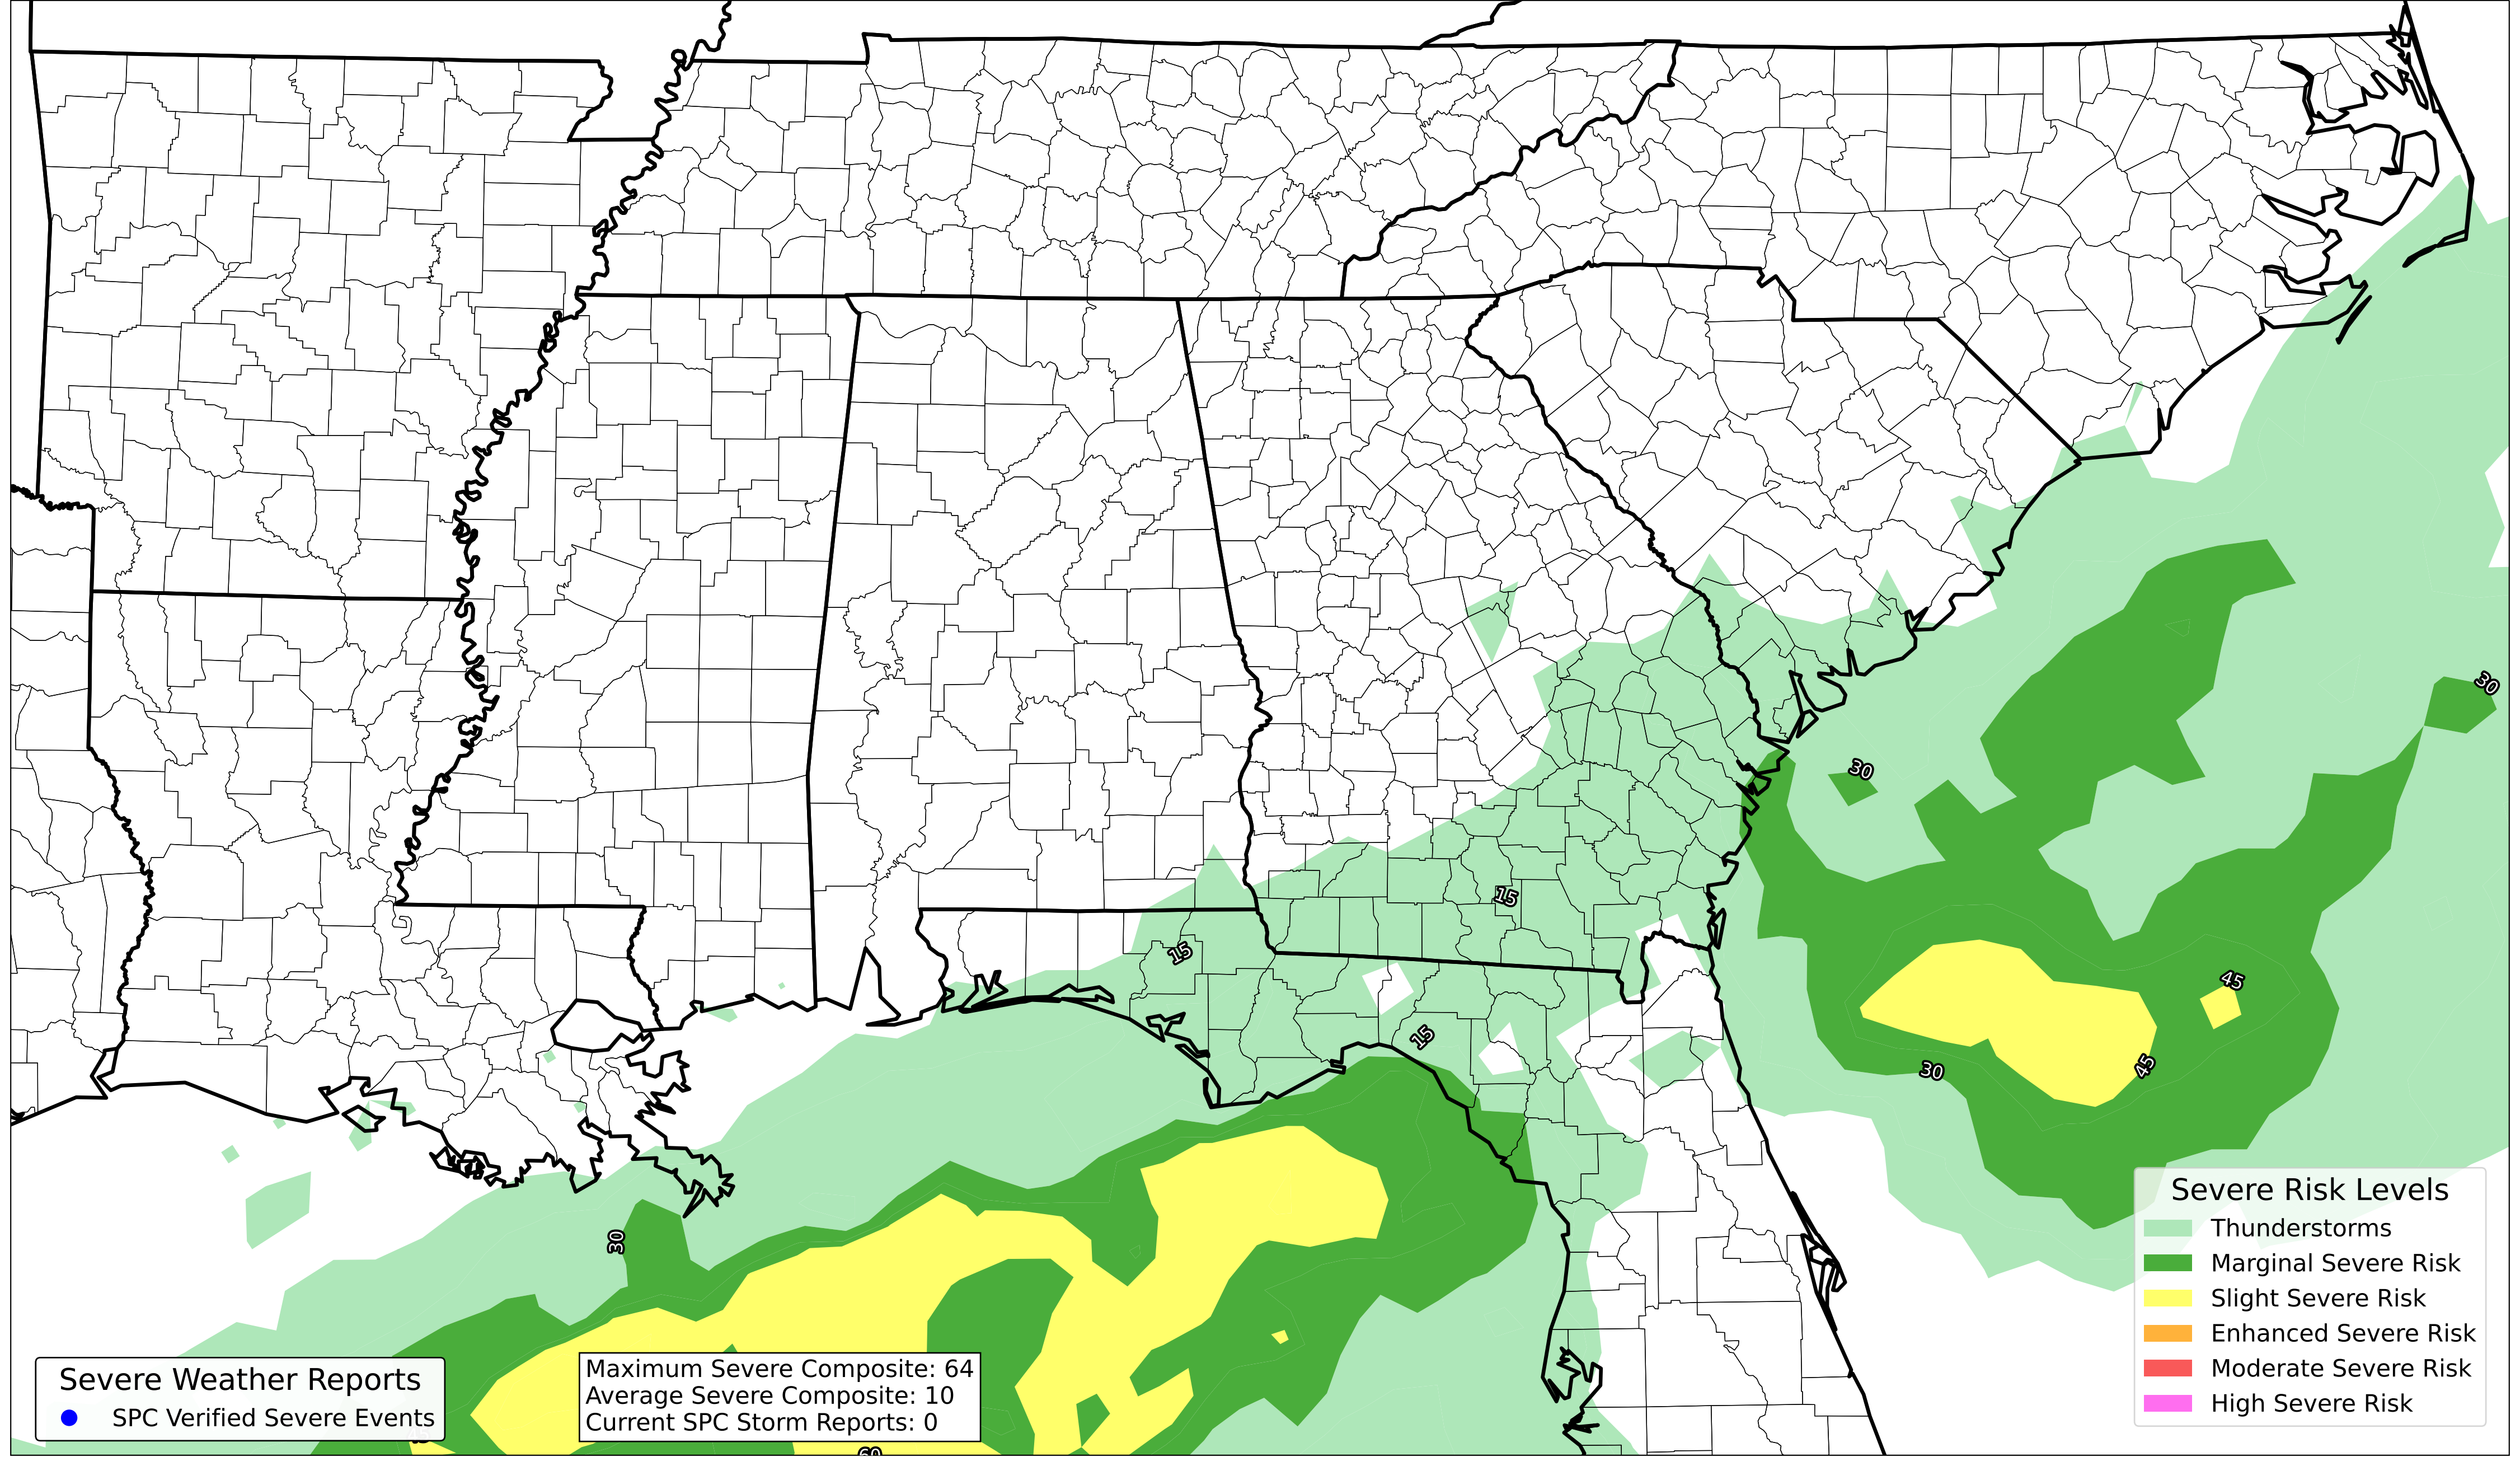 30
30
15
15
45
15
45
30
30
60
Severe Risk Levels
Thunderstorms
Marginal Severe Risk
Slight Severe Risk
Enhanced Severe Risk
Moderate Severe Risk
High Severe Risk
Severe Weather Reports
SPC Verified Severe Events
Maximum Severe Composite: 64
Average Severe Composite: 10
Current SPC Storm Reports: 0